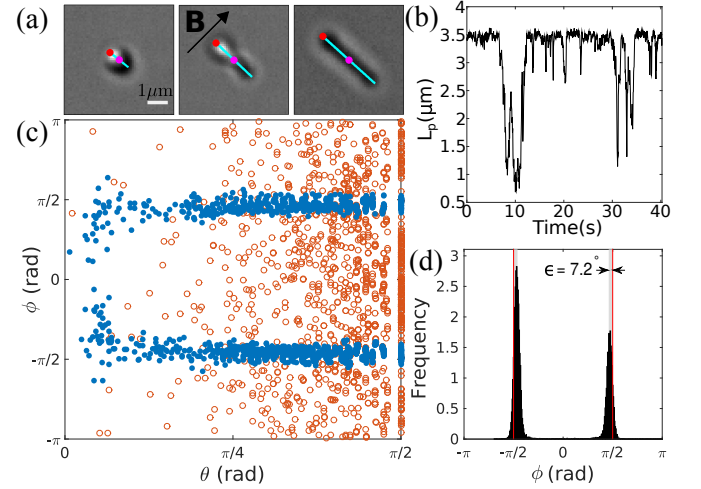 (a)
B
1μm
(b)
L_p(μm)
4
3.5
3
2.5
2
1.5
1
0.5
0
10
20
30
40
Time(s)
(c)
ϕ (rad)
π
π/2
0
-π/2
-π
0
π/4
π/2
θ (rad)
(d)
Frequency
3
2.5
2
1.5
1
0.5
0
ϵ = 7.2°
-π
-π/2
0
π/2
π
ϕ (rad)